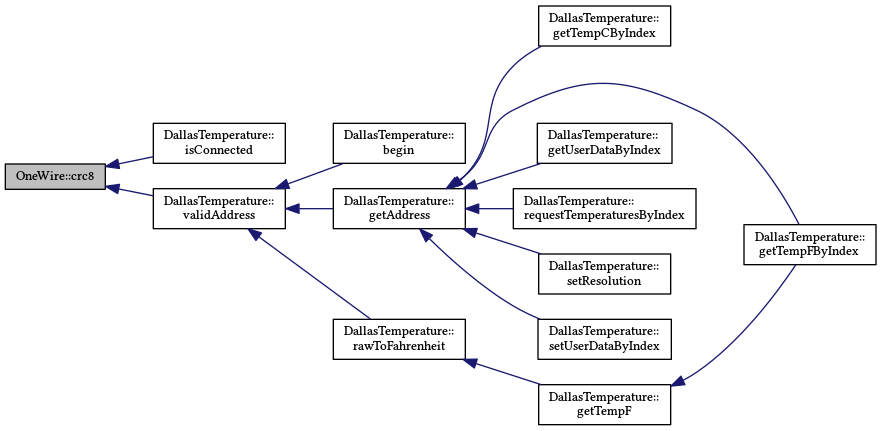 OneWire::crc8
DallasTemperature::
isConnected
DallasTemperature::
validAddress
DallasTemperature::
begin
DallasTemperature::
getAddress
DallasTemperature::
rawToFahrenheit
DallasTemperature::
getTempCByIndex
DallasTemperature::
getUserDataByIndex
DallasTemperature::
requestTemperaturesByIndex
DallasTemperature::
setResolution
DallasTemperature::
setUserDataByIndex
DallasTemperature::
getTempF
DallasTemperature::
getTempFByIndex